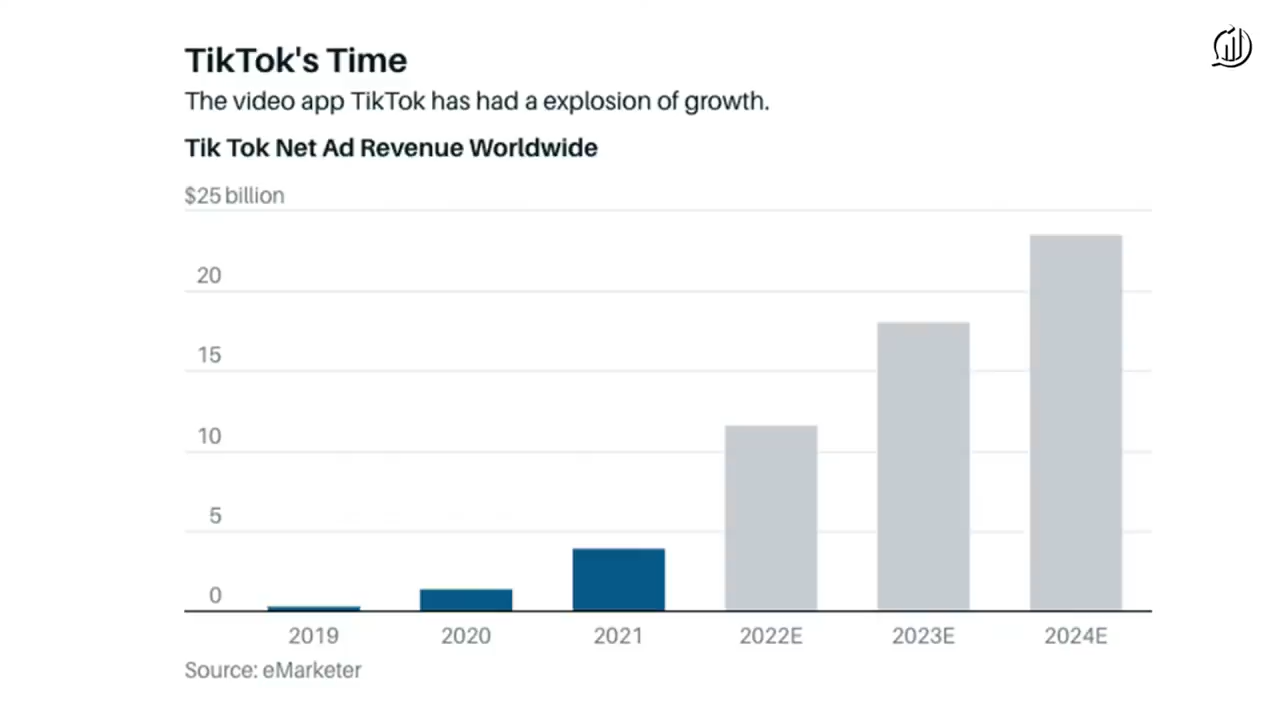 TikTok's Time
The video app TikTok has had a explosion of growth.
Tik Tok Net Ad Revenue Worldwide
$25 billion
20
15
10
5
0
2019 2020 2021 2022E 2023E 2024E
Source: eMarketer